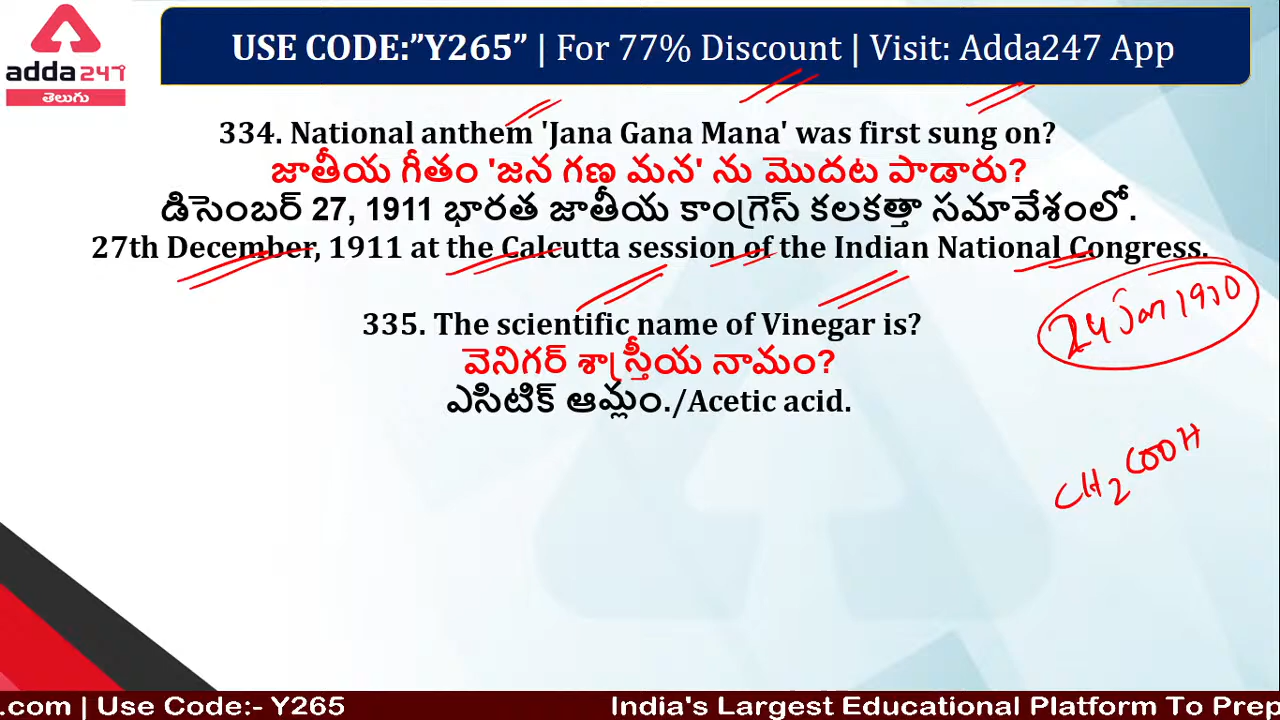 adda247
తెలుగు
USE CODE:”Y265” | For 77% Discount | Visit: Adda247 App
334. National anthem 'Jana Gana Mana' was first sung on?
జాతీయ గీతం 'జన గణ మన' ను మొదట పాడారు?
డిసెంబర్ 27, 1911 భారత జాతీయ కాంగ్రెస్ కలకత్తా సమావేశంలో.
27th December, 1911 at the Calcutta session of the Indian National Congress.
24 Jan 1950
335. The scientific name of Vinegar is?
వెనిగర్ శాస్త్రీయ నామం?
ఎసిటిక్ ఆమ్లం./Acetic acid.
CH2COOH
.com | Use Code:- Y265
India's Largest Educational Platform To Prep